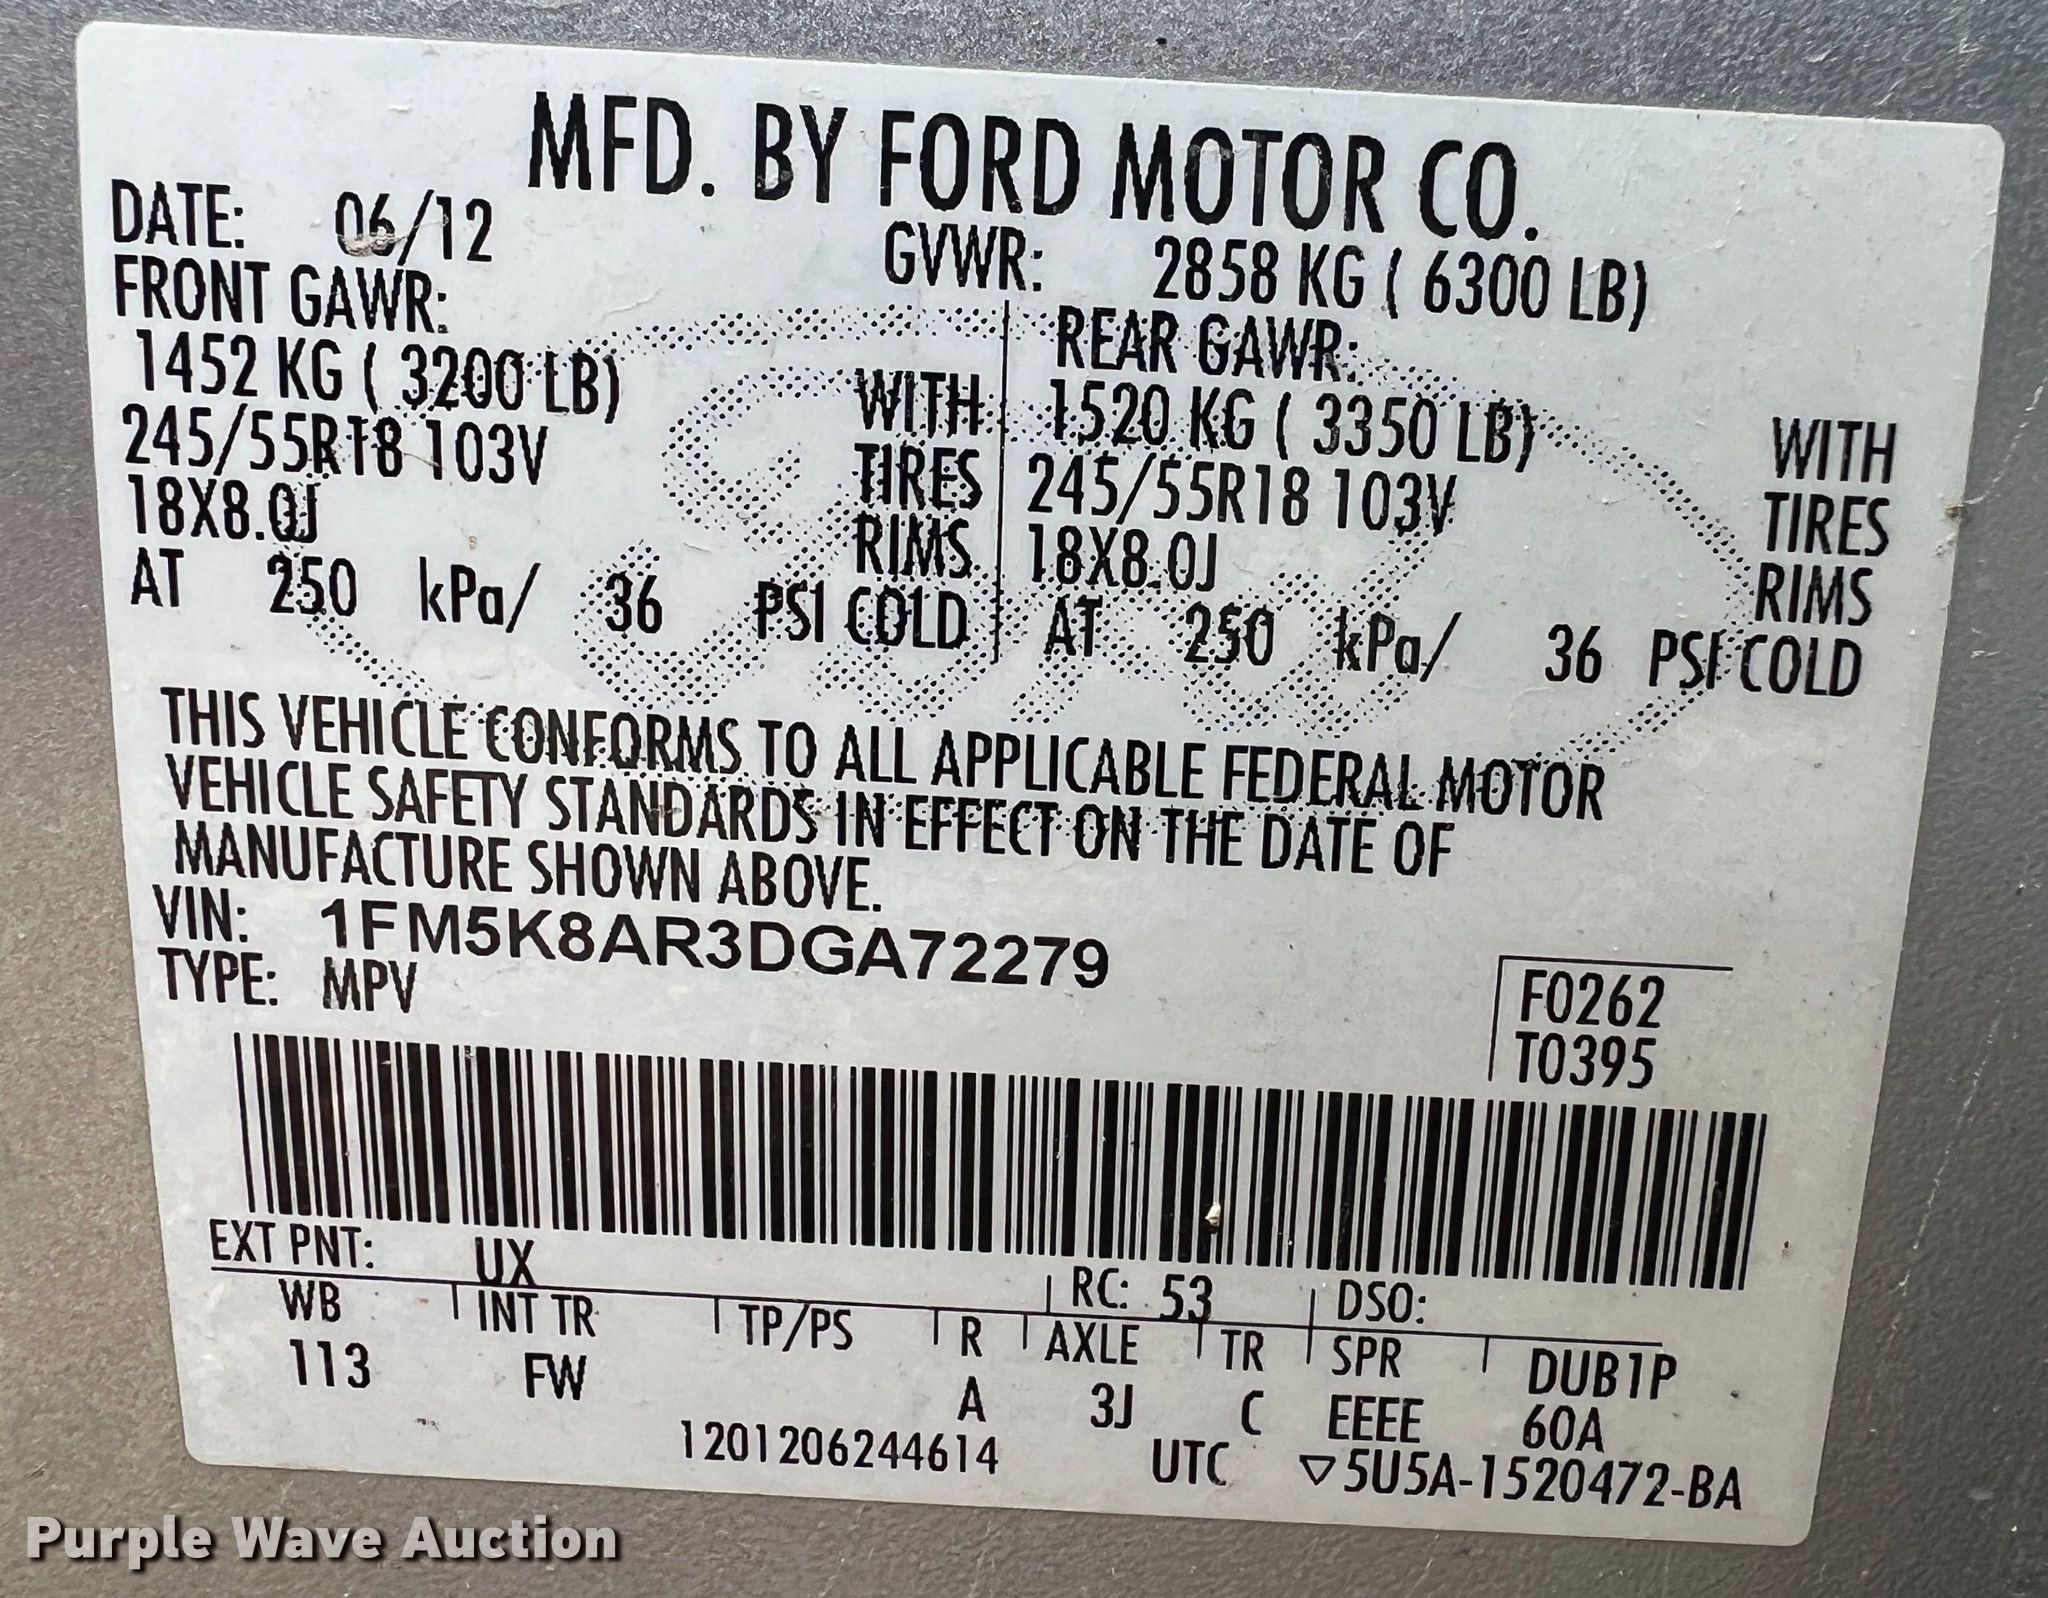 MFD. BY FORD MOTOR CO.
DATE: 06/12 GVWR: 2858 KG ( 6300 LB)
FRONT GAWR: REAR GAWR:
1452 KG ( 3200 LB) WITH 1520 KG ( 3350 LB) WITH
245/55R18 103V TIRES 245/55R18 103V TIRES
18X8.0J RIMS 18X8.0J RIMS
AT 250 kPa/ 36 PSI COLD AT 250 kPa/ 36 PSI COLD
THIS VEHICLE CONFORMS TO ALL APPLICABLE FEDERAL MOTOR
VEHICLE SAFETY STANDARDS IN EFFECT ON THE DATE OF
MANUFACTURE SHOWN ABOVE.
VIN: 1FM5K8AR3DGA72279
TYPE: MPV
F0262
T0395
EXT PNT: UX RC: 53 DSO:
WB INT TR TP/PS R AXLE TR SPR DUB1P
113 FW A 3J C EEEE 60A
1201206244614 UTC ▽5U5A-1520472-BA
Purple Wave Auction